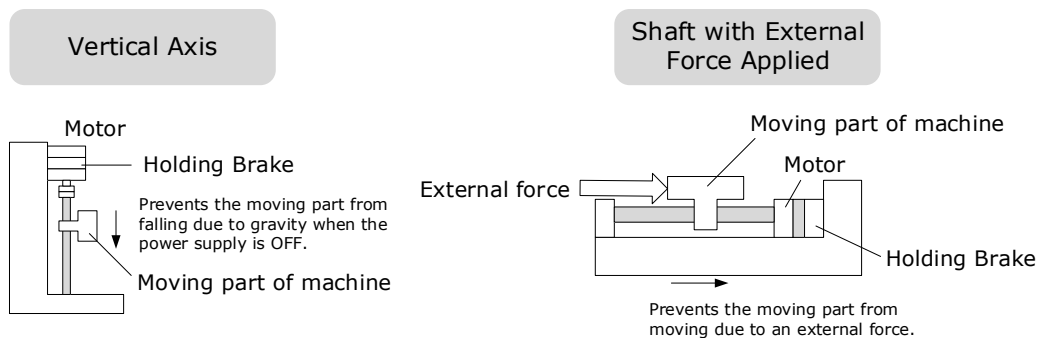 Vertical Axis
Motor
Holding Brake
Prevents the moving part from
falling due to gravity when the
power supply is OFF.
Moving part of machine
Shaft with External
Force Applied
Moving part of machine
Motor
External force
Holding Brake
Prevents the moving part from
moving due to an external force.